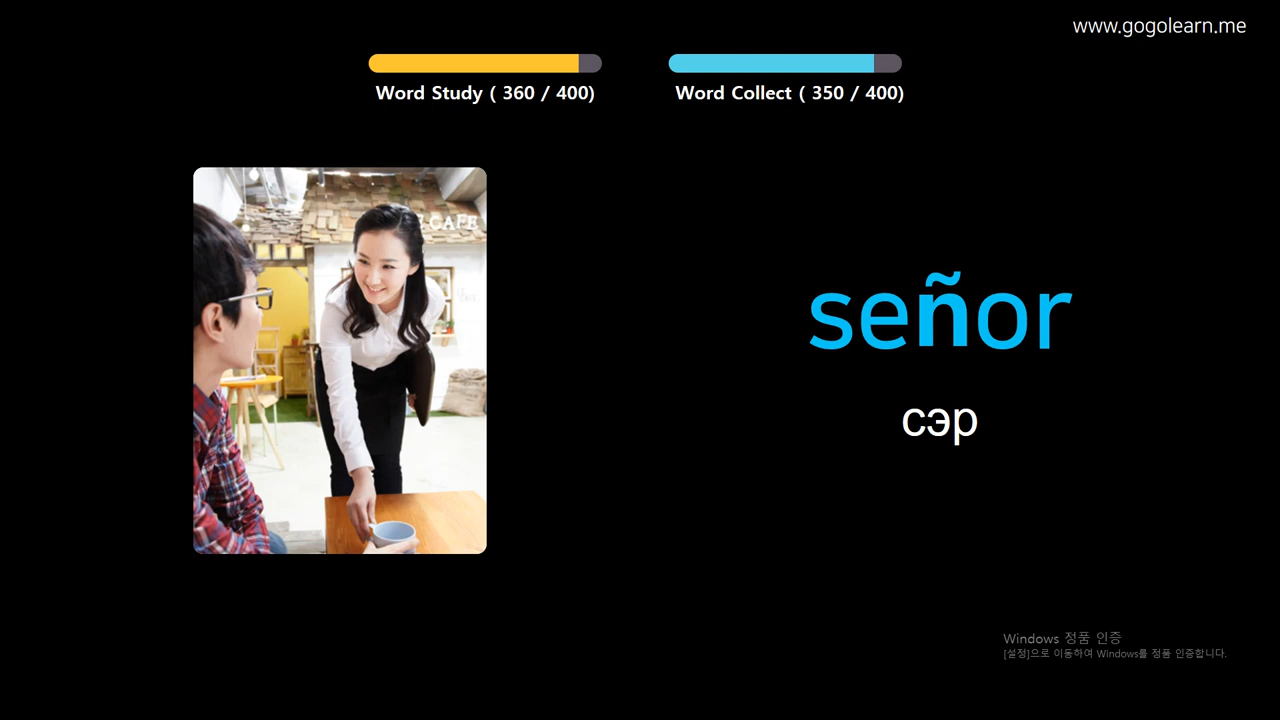 www.gogolearn.me
Word Study ( 360 / 400)
Word Collect ( 350 / 400)
CAFE
señor
сэр
Windows 정품 인증
[설정]으로 이동하여 Windows를 정품 인증합니다.